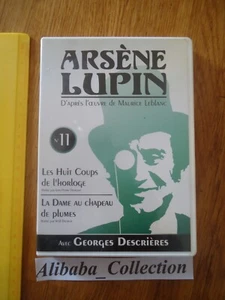 ARSÈNE
LUPIN
D'après l'œuvre de Maurice Leblanc
N°11
Les Huit Coups
de l'horloge
La Dame au chapeau
de plumes
Avec Georges Descrières
Alibaba_Collection